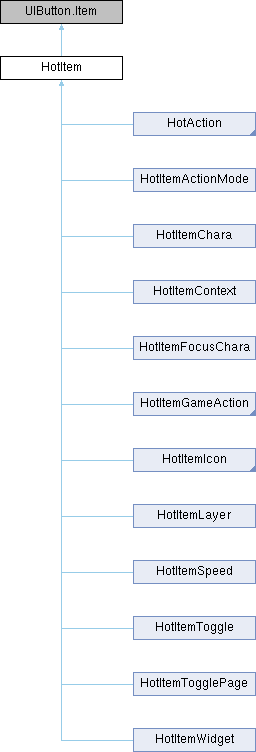 UIButton.Item
HotItem
HotAction
HotItemActionMode
HotItemChara
HotItemContext
HotItemFocusChara
HotItemGameAction
HotItemIcon
HotItemLayer
HotItemSpeed
HotItemToggle
HotItemTogglePage
HotItemWidget